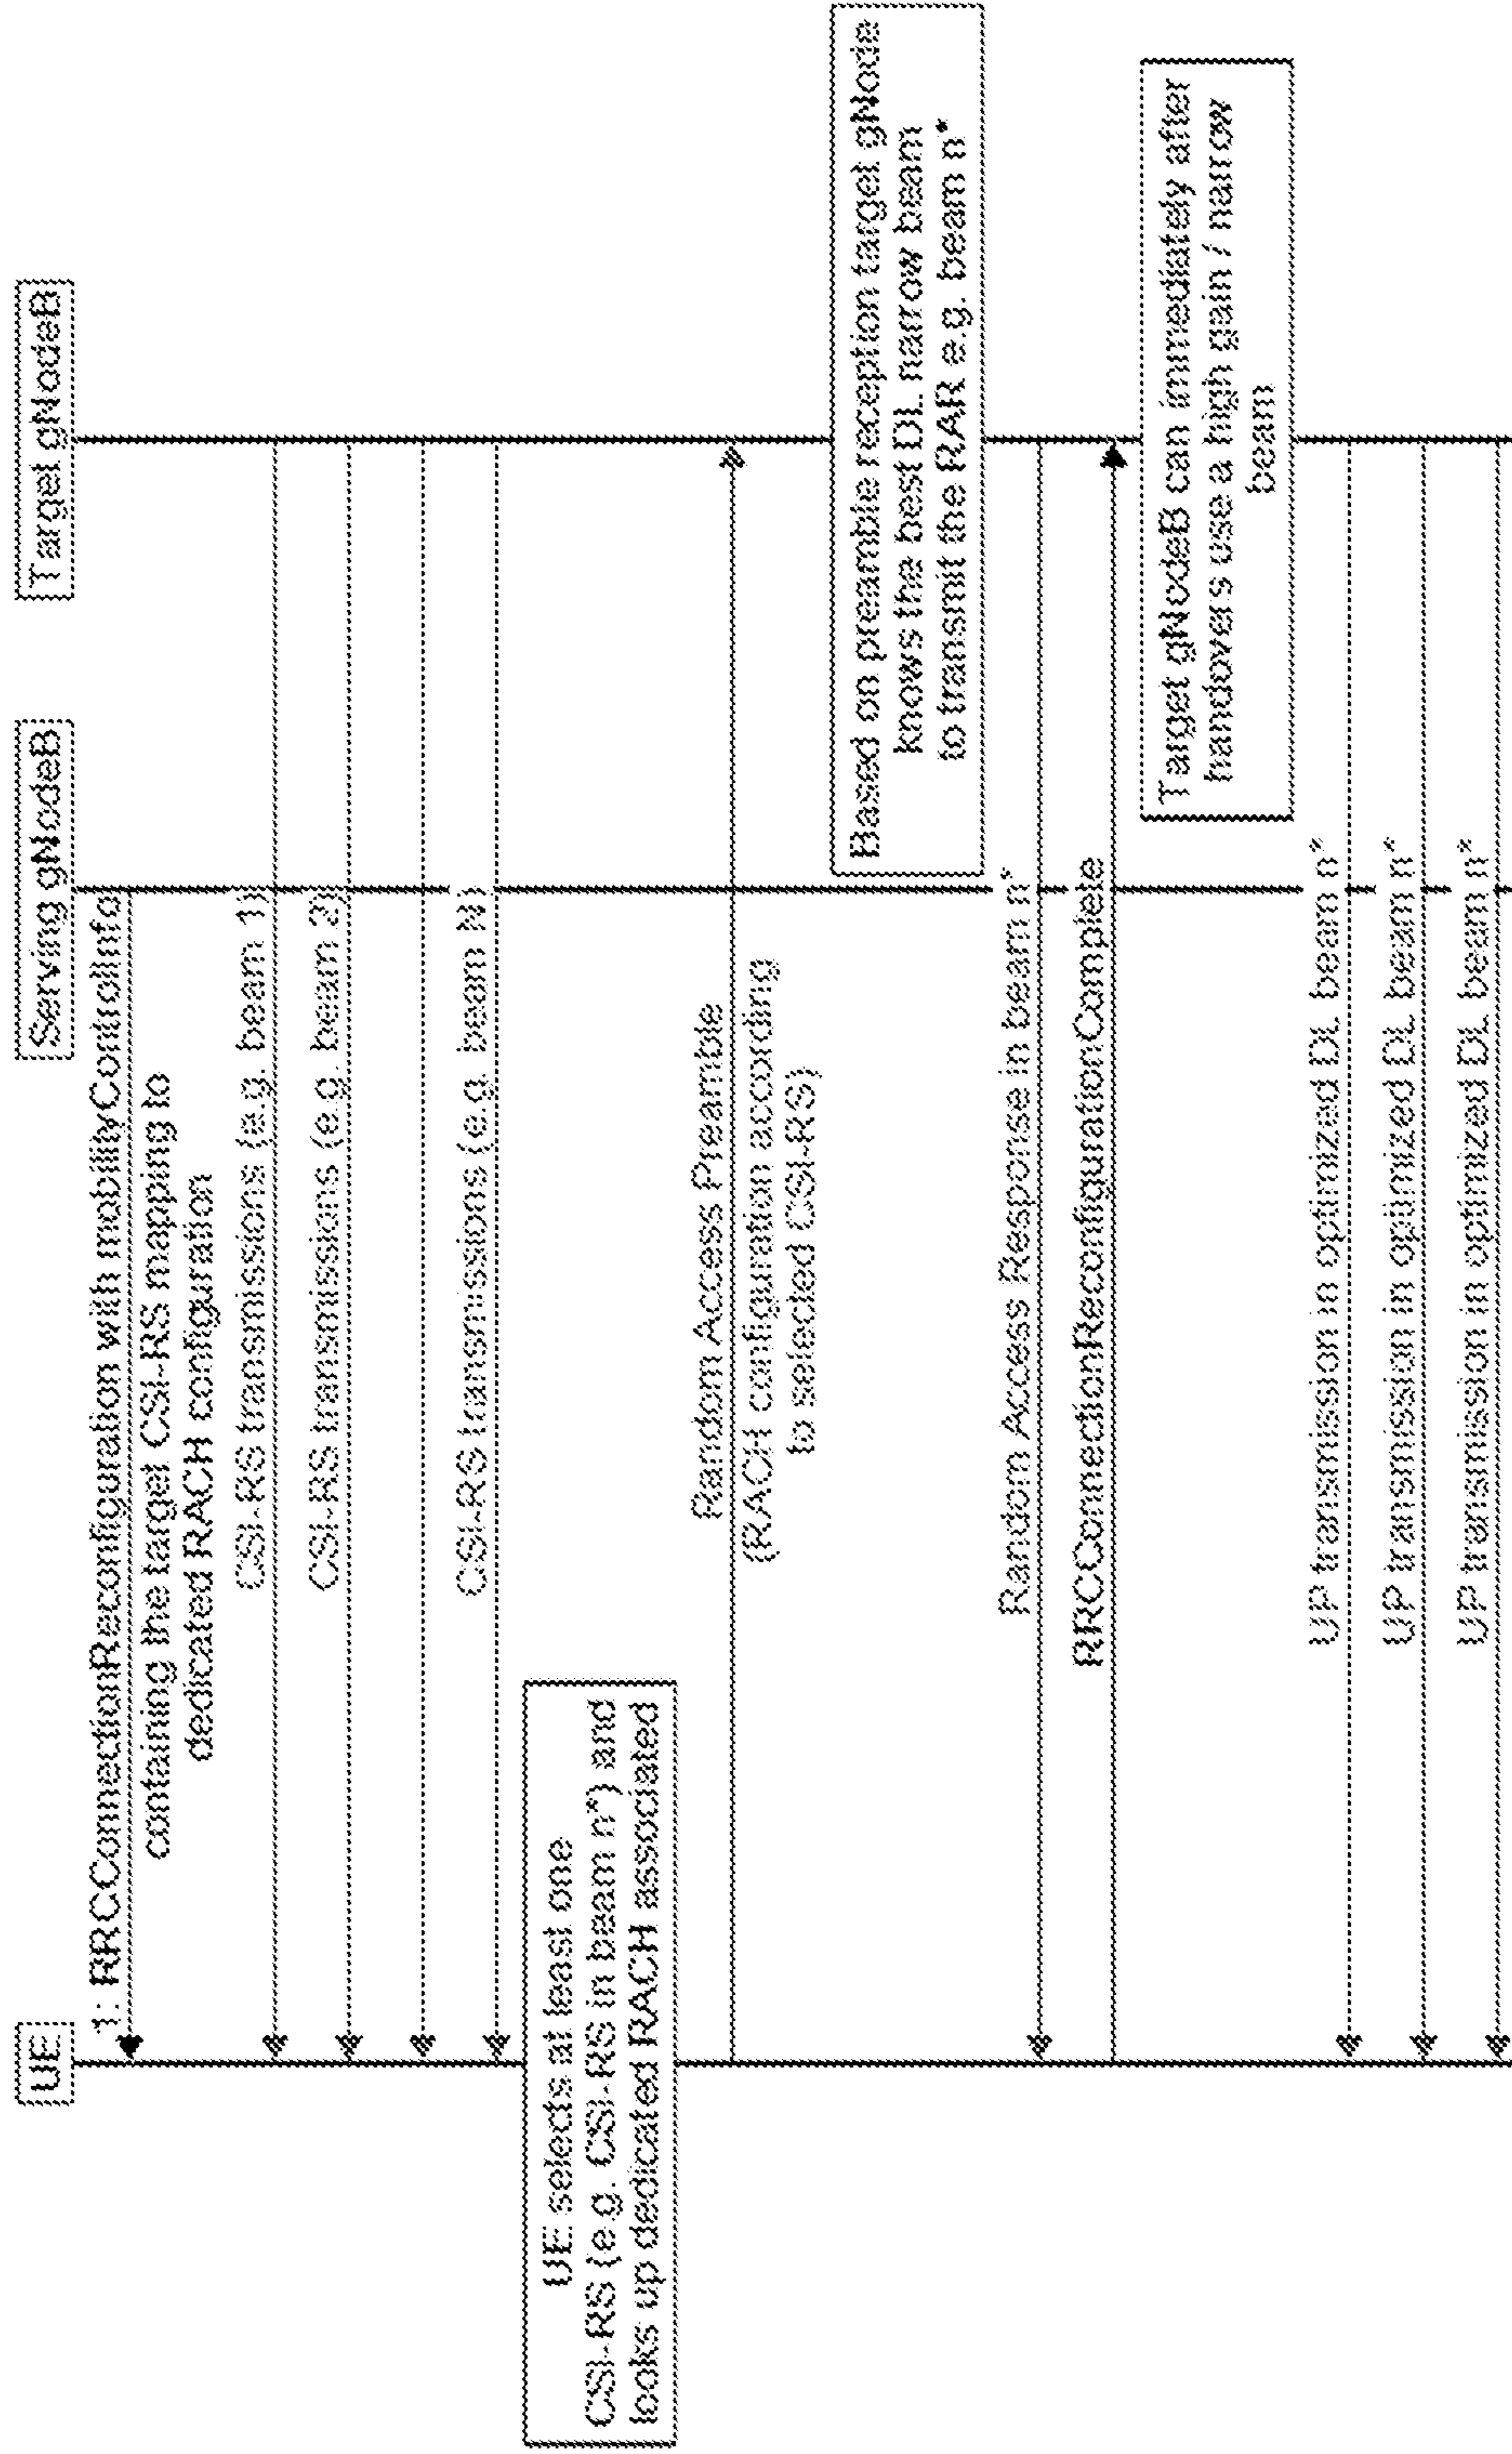 UE
Serving gNodeB
Target gNodeB
1: RRCConnectionReconfiguration with mobilityControlInfo
containing the target CSI-RS mapping to
dedicated RACH configuration
CSI-RS transmissions (e.g. beam 1)
CSI-RS transmissions (e.g. beam 2)
CSI-RS transmissions (e.g. beam N)
UE selects at least one
CSI-RS (e.g. CSI-RS in beam n*) and
looks up dedicated RACH associated
Random Access Preamble
(RACH configuration according
to selected CSI-RS)
Based on preamble reception target gNode
knows the best DL narrow beam
to transmit the RAR e.g. beam n*
Random Access Response in beam n*
RRCConnectionReconfigurationComplete
Target gNodeB can immediately after
handovers use a high gain / narrow
beam
UP transmission in optimized DL beam n*
UP transmission in optimized DL beam n*
UP transmission in optimized DL beam n*